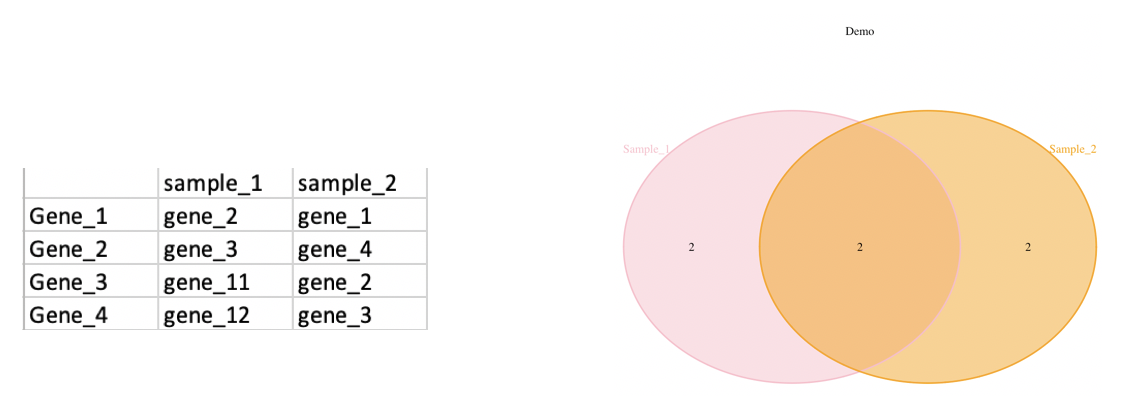 Demo
sample_1 sample_2
Gene_1 gene_2 gene_1
Gene_2 gene_3 gene_4
Gene_3 gene_11 gene_2
Gene_4 gene_12 gene_3
Sample_1 Sample_2
2 2 2